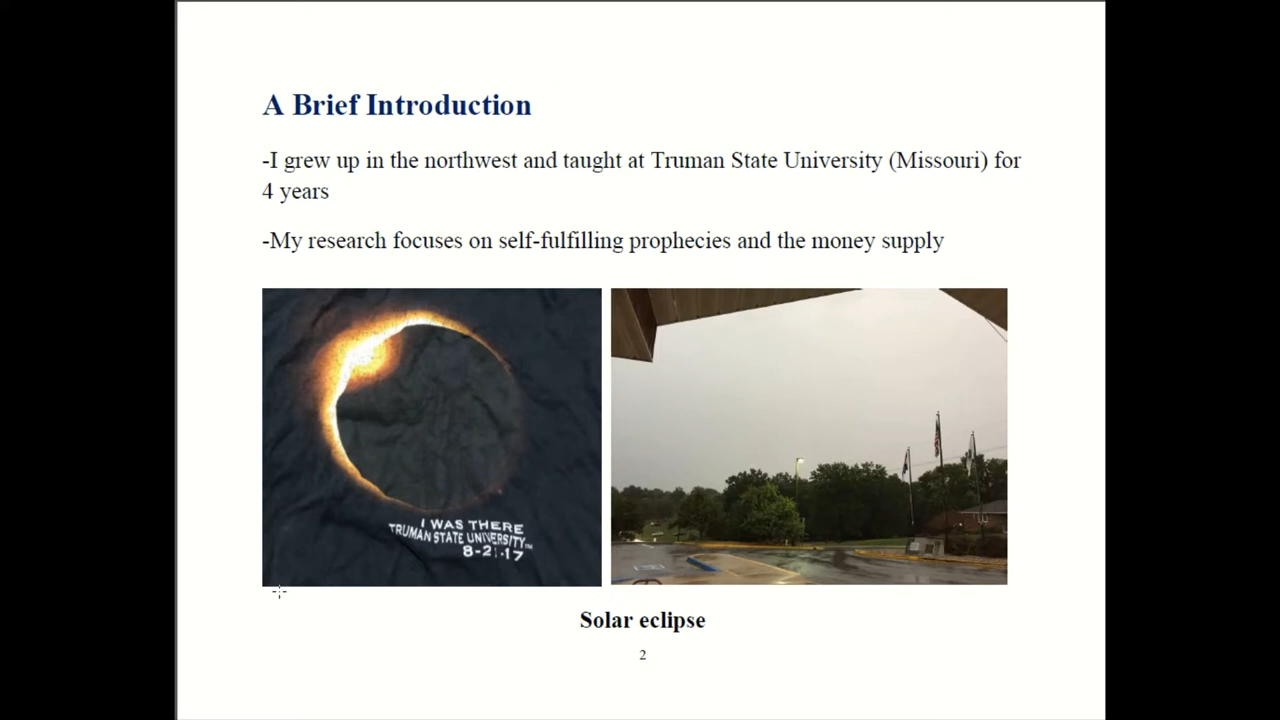 A Brief Introduction
-I grew up in the northwest and taught at Truman State University (Missouri) for
4 years
-My research focuses on self-fulfilling prophecies and the money supply
I WAS THERE
TRUMAN STATE UNIVERSITY™
8-21-17
Solar eclipse
2